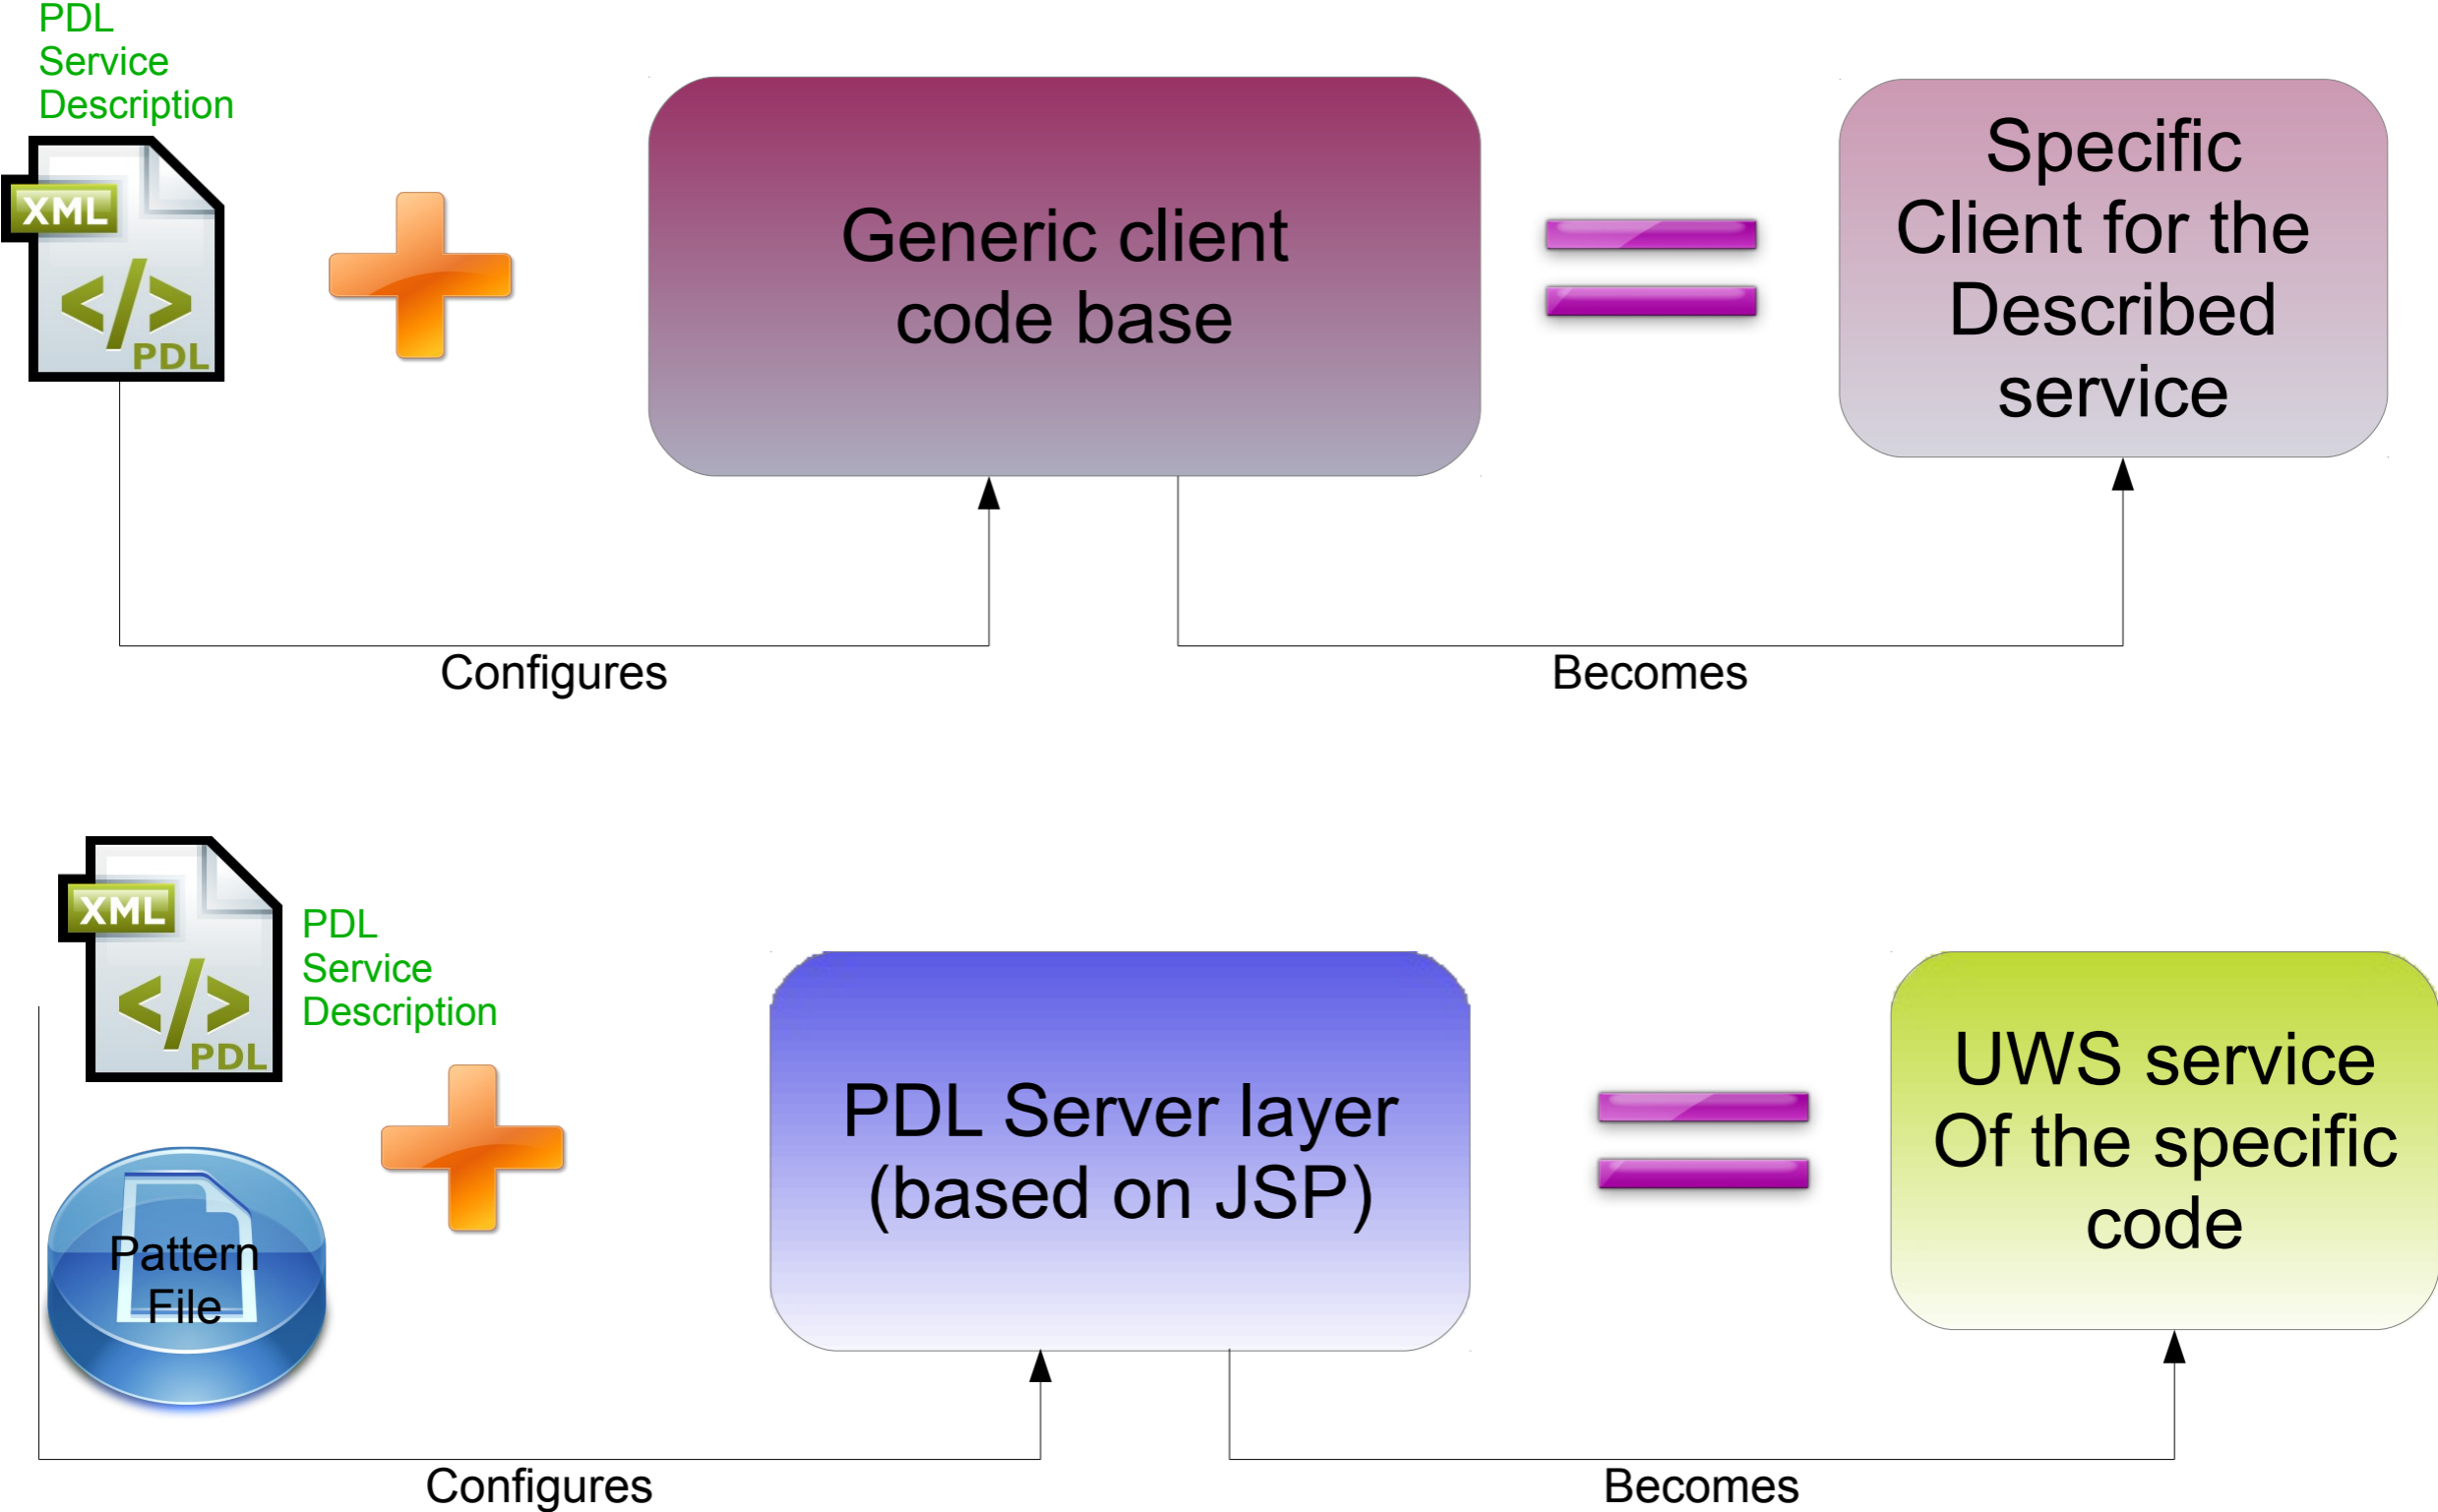 PDL
Service
Description
XML
</>
PDL
Generic client
code base
Specific
Client for the
Described
service
Configures
Becomes
XML
</>
PDL
PDL
Service
Description
Pattern
File
PDL Server layer
(based on JSP)
UWS service
Of the specific
code
Configures
Becomes